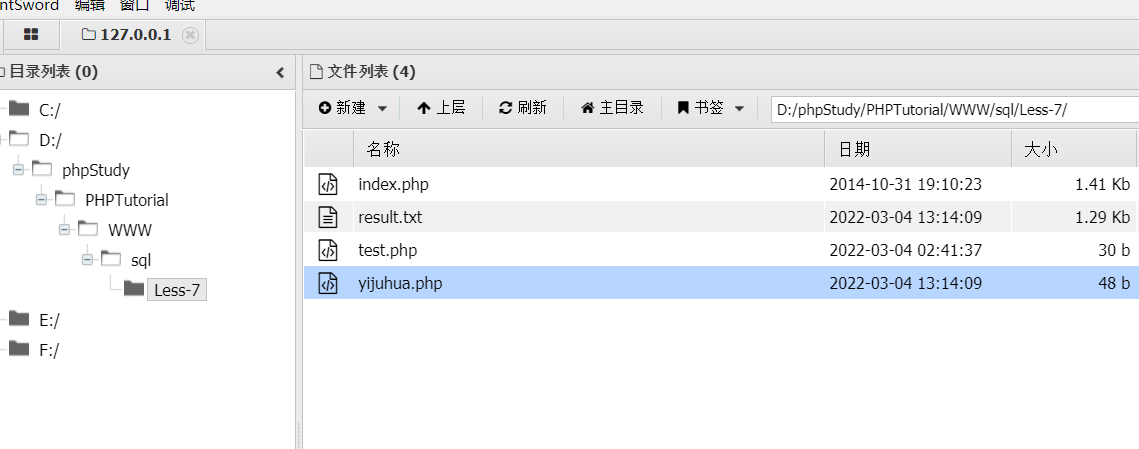 ntSword 编辑 窗口 调试
127.0.0.1
目录列表 (0)
C:/
D:/
phpStudy
PHPTutorial
WWW
sql
Less-7
E:/
F:/
文件列表 (4)
新建 上层 刷新 主目录 书签 D:/phpStudy/PHPTutorial/WWW/sql/Less-7/
名称 日期 大小
index.php 2014-10-31 19:10:23 1.41 Kb
result.txt 2022-03-04 13:14:09 1.29 Kb
test.php 2022-03-04 02:41:37 30 b
yijuhua.php 2022-03-04 13:14:09 48 b